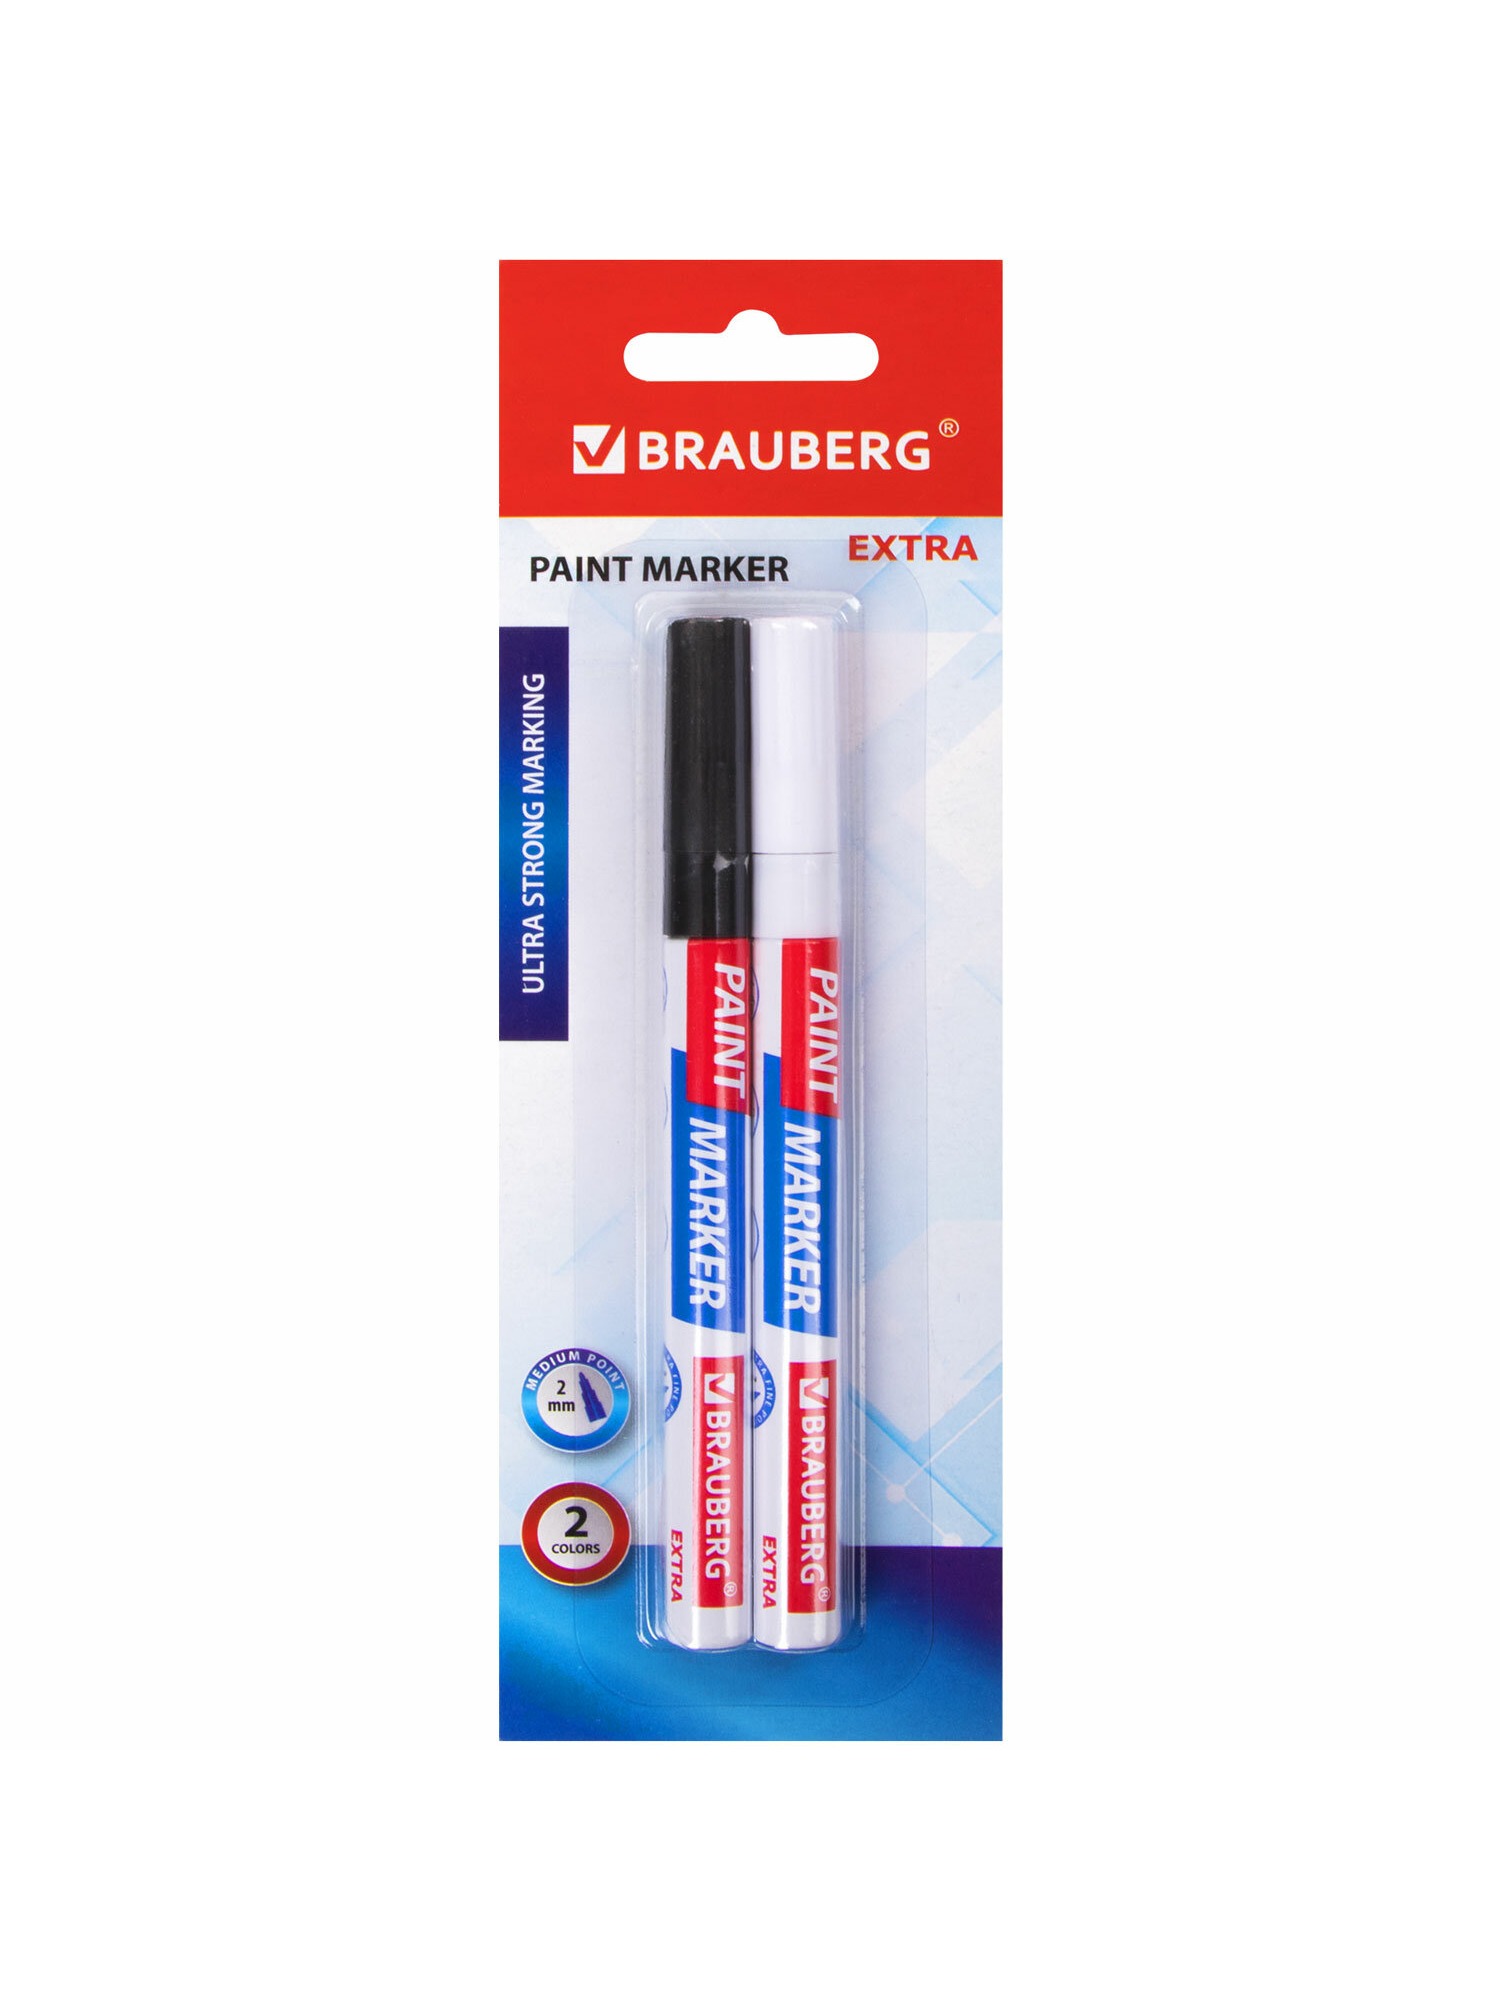 BRAUBERG®
EXTRA
PAINT MARKER
ULTRA STRONG MARKING
PAINT MARKER
BRAUBERG®
EXTRA
PAINT MARKER
BRAUBERG®
EXTRA
FINE
MEDIUM POINT
2
mm
2
COLORS